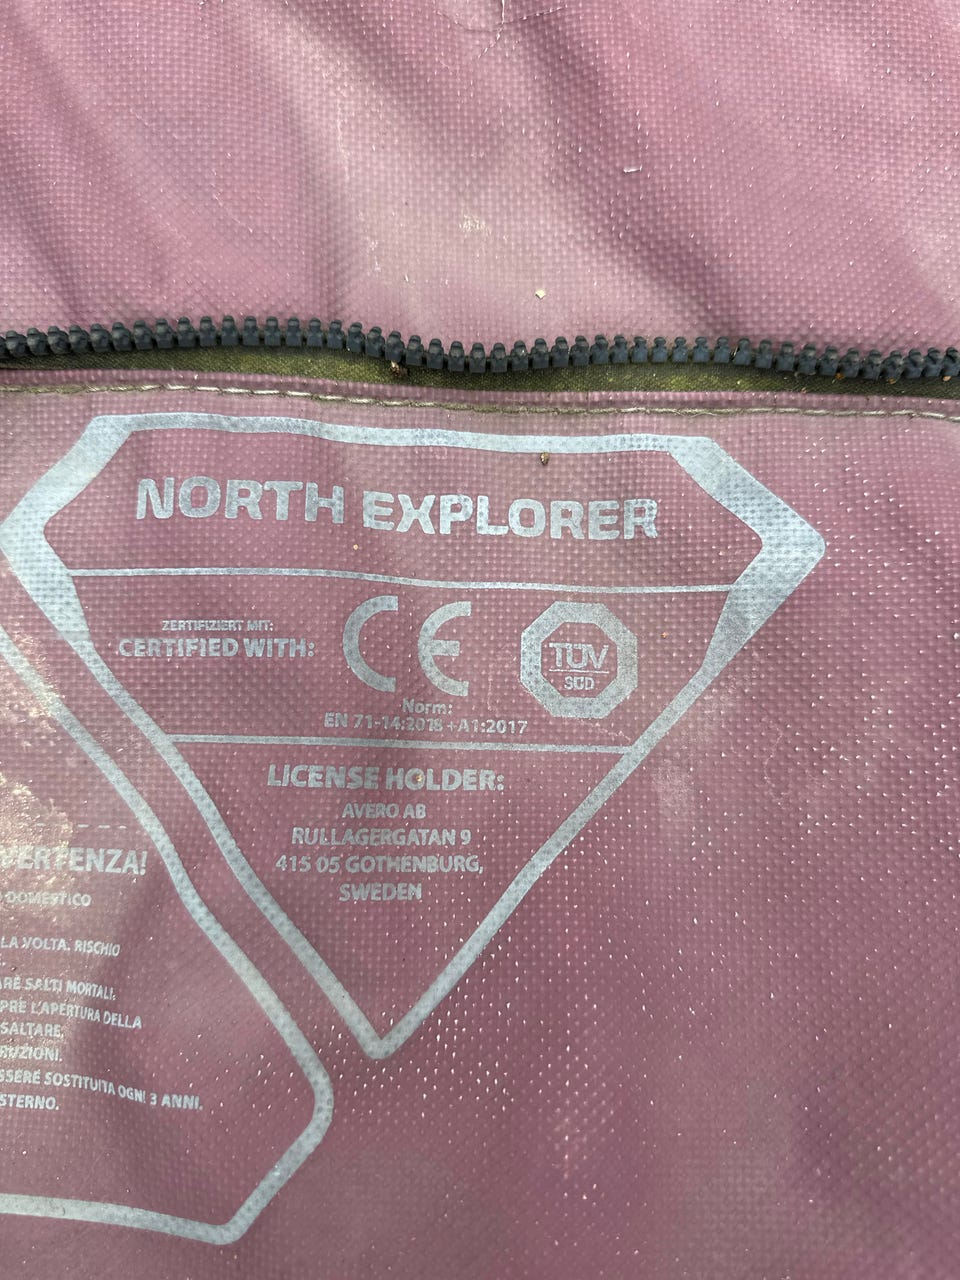 NORTH EXPLORER
ZERTIFIZIERT MIT:
CERTIFIED WITH:
CE
TÜV
SÜD
Norm:
EN 71-14:2018+A1:2017
LICENSE HOLDER:
AVERO AB
RULLAGERGATAN 9
415 05 GOTHENBURG,
SWEDEN
VERTENZA!
DOMESTICO
LA VOLTA. RISCHIO
ARE SALTI MORTALI.
PRE L'APERTURA DELLA
SALTARE.
RUZIONI.
SSERE SOSTITUITA OGNI 3 ANNI.
STERNO.